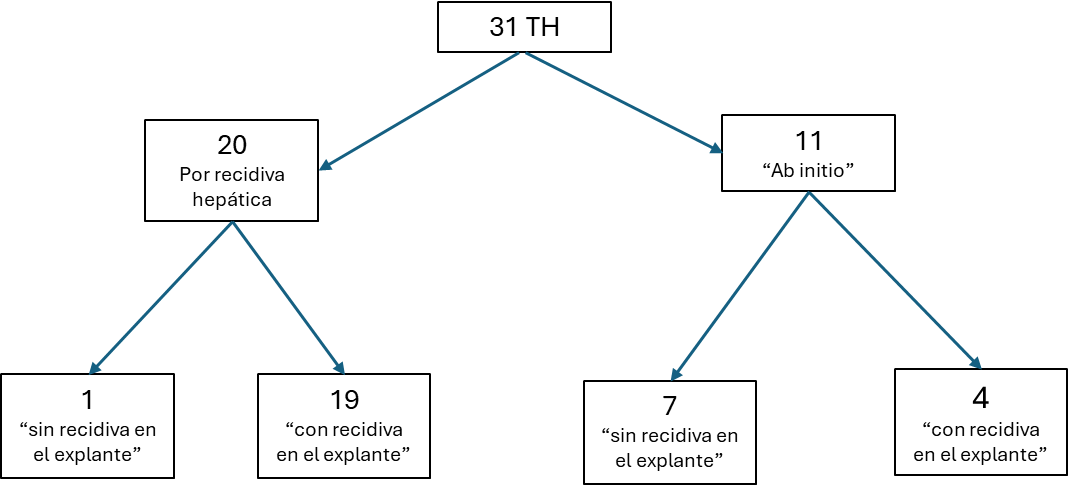 31 TH
20
Por recidiva
hepática
11
“Ab initio”
1
“sin recidiva en
el explante”
19
“con recidiva
en el explante”
7
“sin recidiva en
el explante”
4
“con recidiva
en el explante”